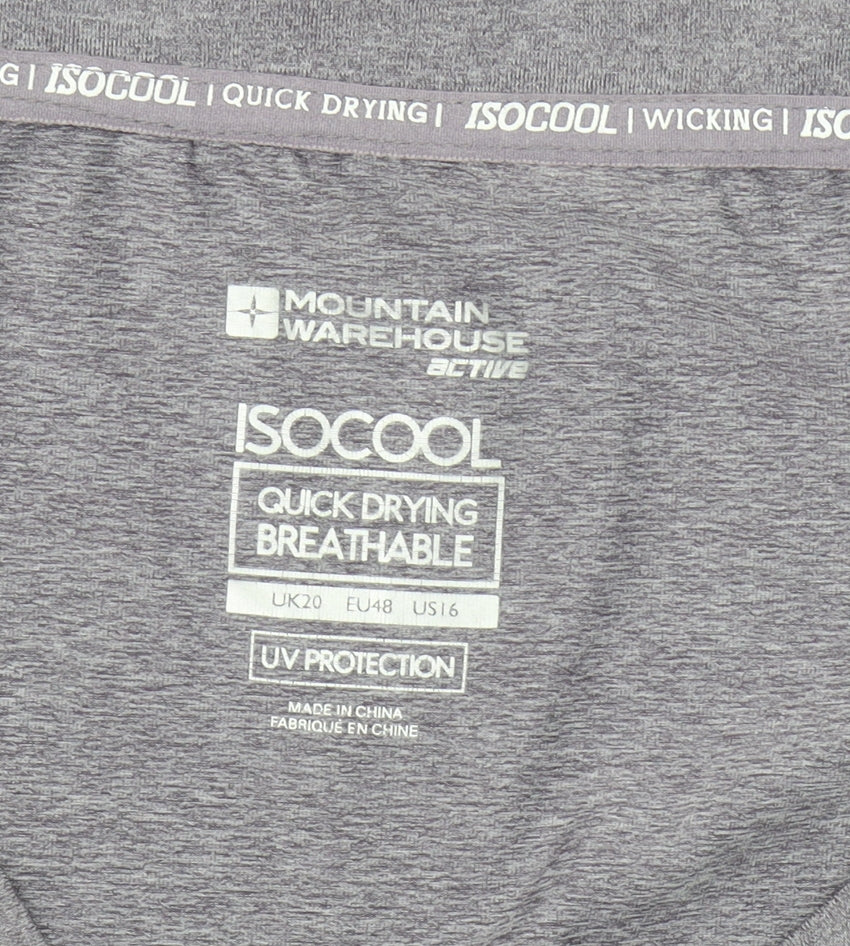 G | ISOCOOL | QUICK DRYING | ISOCOOL | WICKING | ISO
MOUNTAIN
WAREHOUSE
active
ISOCOOL
QUICK DRYING
BREATHABLE
UK20 EU48 US16
UV PROTECTION
MADE IN CHINA
FABRIQUÉ EN CHINE